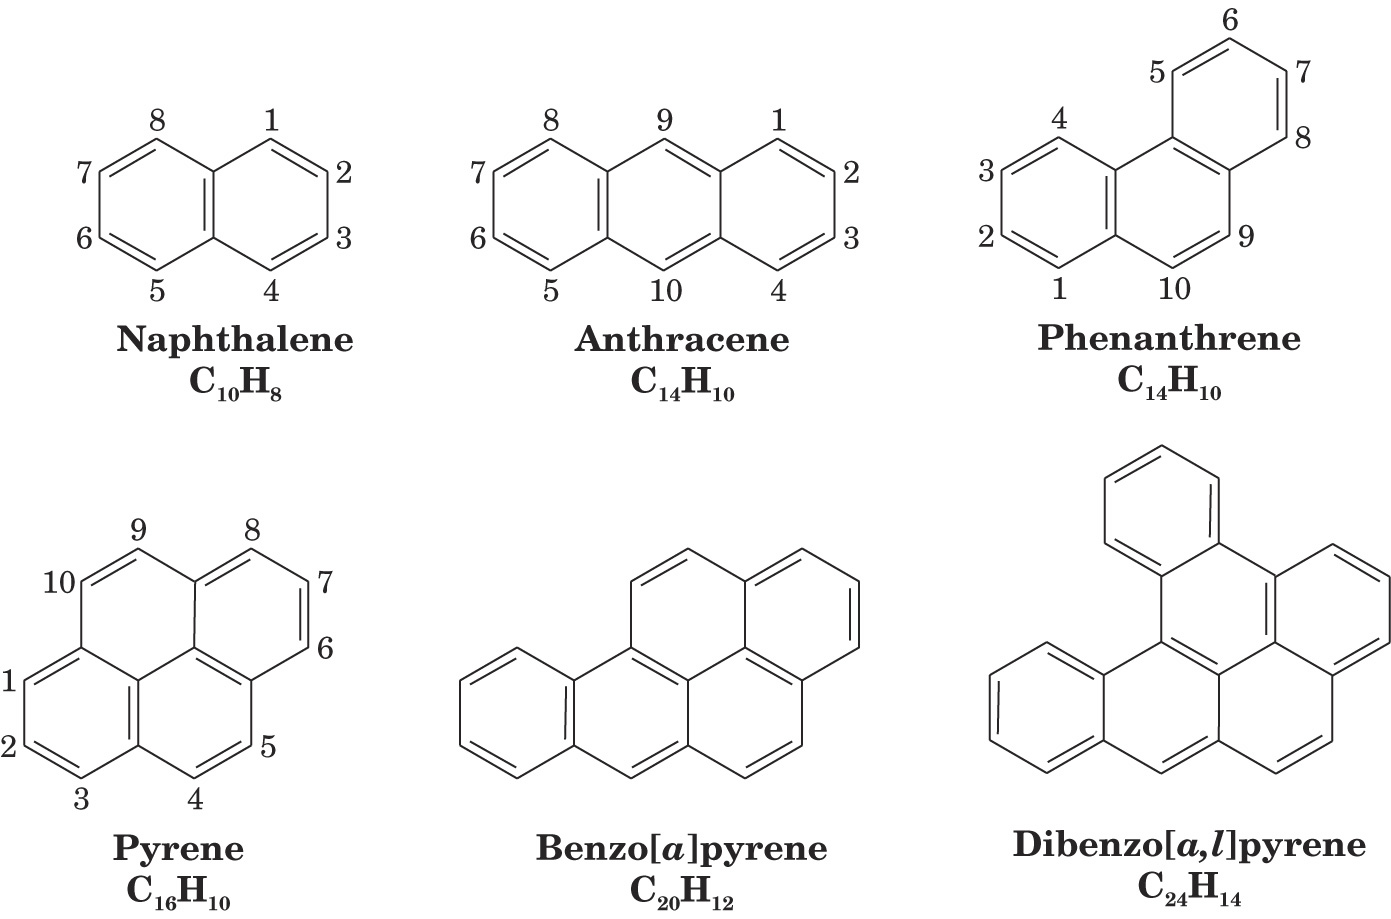 8 1
7 2
6 3
5 4
Naphthalene
C₁₀H₈
8 9 1
7 2
6 3
5 10 4
Anthracene
C₁₄H₁₀
6
5 7
4 8
3
2 9
1 10
Phenanthrene
C₁₄H₁₀
9 8
10 7
6
1
2 5
3 4
Pyrene
C₁₆H₁₀
Benzo[a]pyrene
C₂₀H₁₂
Dibenzo[a,l]pyrene
C₂₄H₁₄